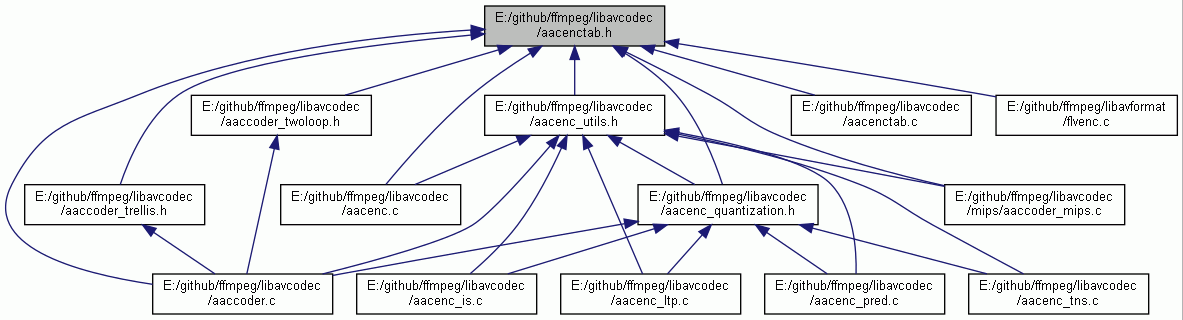 E:/github/ffmpeg/libavcodec
/aacenctab.h
E:/github/ffmpeg/libavcodec
/aaccoder_twoloop.h
E:/github/ffmpeg/libavcodec
/aacenc_utils.h
E:/github/ffmpeg/libavcodec
/aacenctab.c
E:/github/ffmpeg/libavformat
/flvenc.c
E:/github/ffmpeg/libavcodec
/aaccoder_trellis.h
E:/github/ffmpeg/libavcodec
/aacenc.c
E:/github/ffmpeg/libavcodec
/aacenc_quantization.h
E:/github/ffmpeg/libavcodec
/mips/aaccoder_mips.c
E:/github/ffmpeg/libavcodec
/aaccoder.c
E:/github/ffmpeg/libavcodec
/aacenc_is.c
E:/github/ffmpeg/libavcodec
/aacenc_ltp.c
E:/github/ffmpeg/libavcodec
/aacenc_pred.c
E:/github/ffmpeg/libavcodec
/aacenc_tns.c